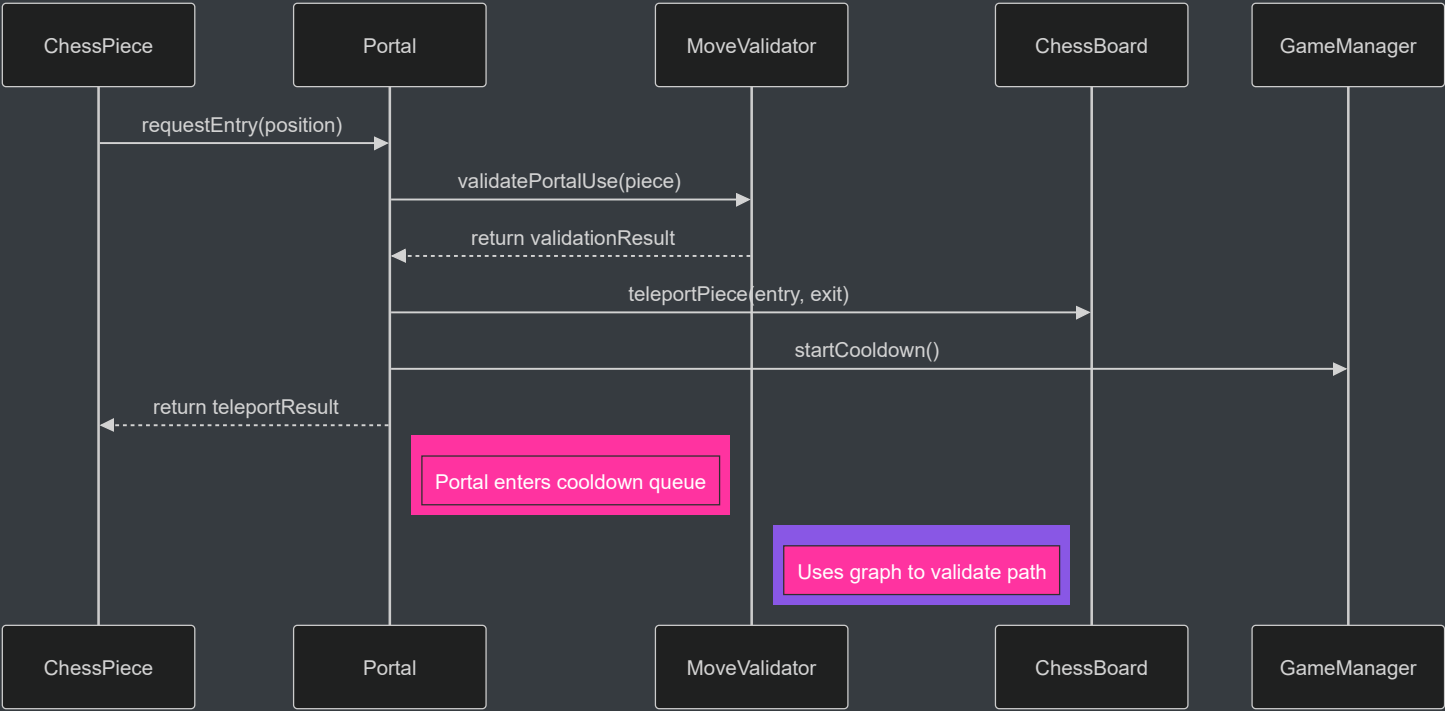 ChessPiece
Portal
MoveValidator
ChessBoard
GameManager
requestEntry(position)
validatePortalUse(piece)
return validationResult
teleportPiece(entry, exit)
startCooldown()
return teleportResult
Portal enters cooldown queue
Uses graph to validate path
ChessPiece
Portal
MoveValidator
ChessBoard
GameManager